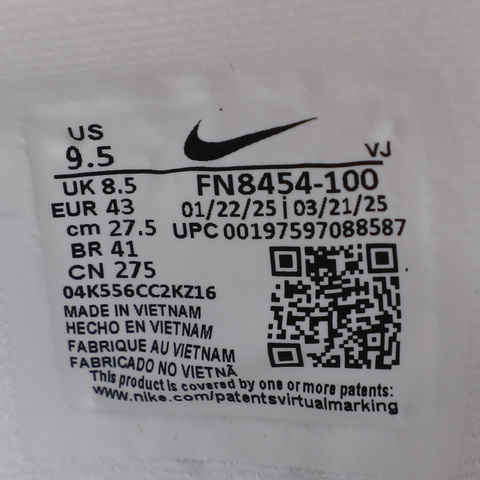 US
9.5
VJ
UK 8.5
FN8454-100
EUR 43
01/22/25 | 03/21/25
cm 27.5
UPC 00197597088587
BR 41
CN 275
04K556CC2KZ16
MADE IN VIETNAM
HECHO EN VIETNAM
FABRIQUE AU VIETNAM
FABRICADO NO VIETNÃ
This product is covered by one or more patents:
www.nike.com/patentsvirtualmarking